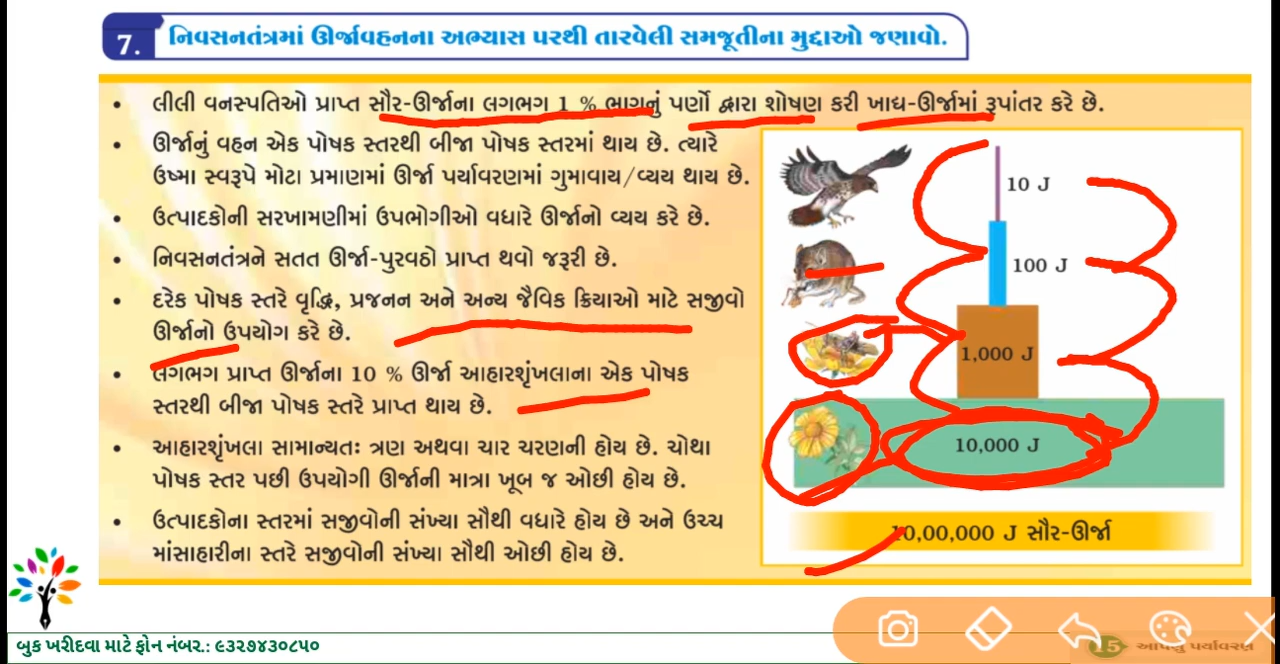 7. નિવસનતંત્રમાં ઊર્જાવહનના અભ્યાસ પરથી તારવેલી સમજૂતીના મુદ્દાઓ જણાવો.
• લીલી વનસ્પતિઓ પ્રાપ્ત સૌર-ઊર્જાના લગભગ 1 % ભાગનું પર્ણો દ્વારા શોષણ કરી ખાદ્ય-ઊર્જામાં રૂપાંતર કરે છે.
• ઊર્જાનું વહન એક પોષક સ્તરથી બીજા પોષક સ્તરમાં થાય છે. ત્યારે
ઉષ્મા સ્વરૂપે મોટા પ્રમાણમાં ઊર્જા પર્યાવરણમાં ગુમાવાય/વ્યય થાય છે.
• ઉત્પાદકોની સરખામણીમાં ઉપભોગીઓ વધારે ઊર્જાનો વ્યય કરે છે.
• નિવસનતંત્રને સતત ઊર્જા-પુરવઠો પ્રાપ્ત થવો જરૂરી છે.
• દરેક પોષક સ્તરે વૃદ્ધિ, પ્રજનન અને અન્ય જૈવિક ક્રિયાઓ માટે સજીવો
ઊર્જાનો ઉપયોગ કરે છે.
• લગભગ પ્રાપ્ત ઊર્જાના 10 % ઊર્જા આહારશૃંખલાના એક પોષક
સ્તરથી બીજા પોષક સ્તરે પ્રાપ્ત થાય છે.
• આહારશૃંખલા સામાન્યતઃ ત્રણ અથવા ચાર ચરણની હોય છે. ચોથા
પોષક સ્તર પછી ઉપયોગી ઊર્જાની માત્રા ખૂબ જ ઓછી હોય છે.
• ઉત્પાદકોના સ્તરમાં સજીવોની સંખ્યા સૌથી વધારે હોય છે અને ઉચ્ચ
માંસાહારીના સ્તરે સજીવોની સંખ્યા સૌથી ઓછી હોય છે.
10 J
100 J
1,000 J
10,000 J
10,00,000 J સૌર-ઊર્જા
બુક ખરીદવા માટે ફોન નંબર.: ૯૩૨૭૪૩૦૮૫૦
15 આપણું પર્યાવરણ